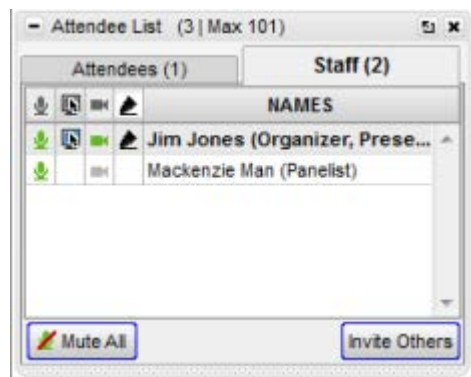 Attendee List (3 | Max 101)
Attendees (1)
Staff (2)
NAMES
Jim Jones (Organizer, Prese...
Mackenzie Man (Panelist)
Mute All
Invite Others